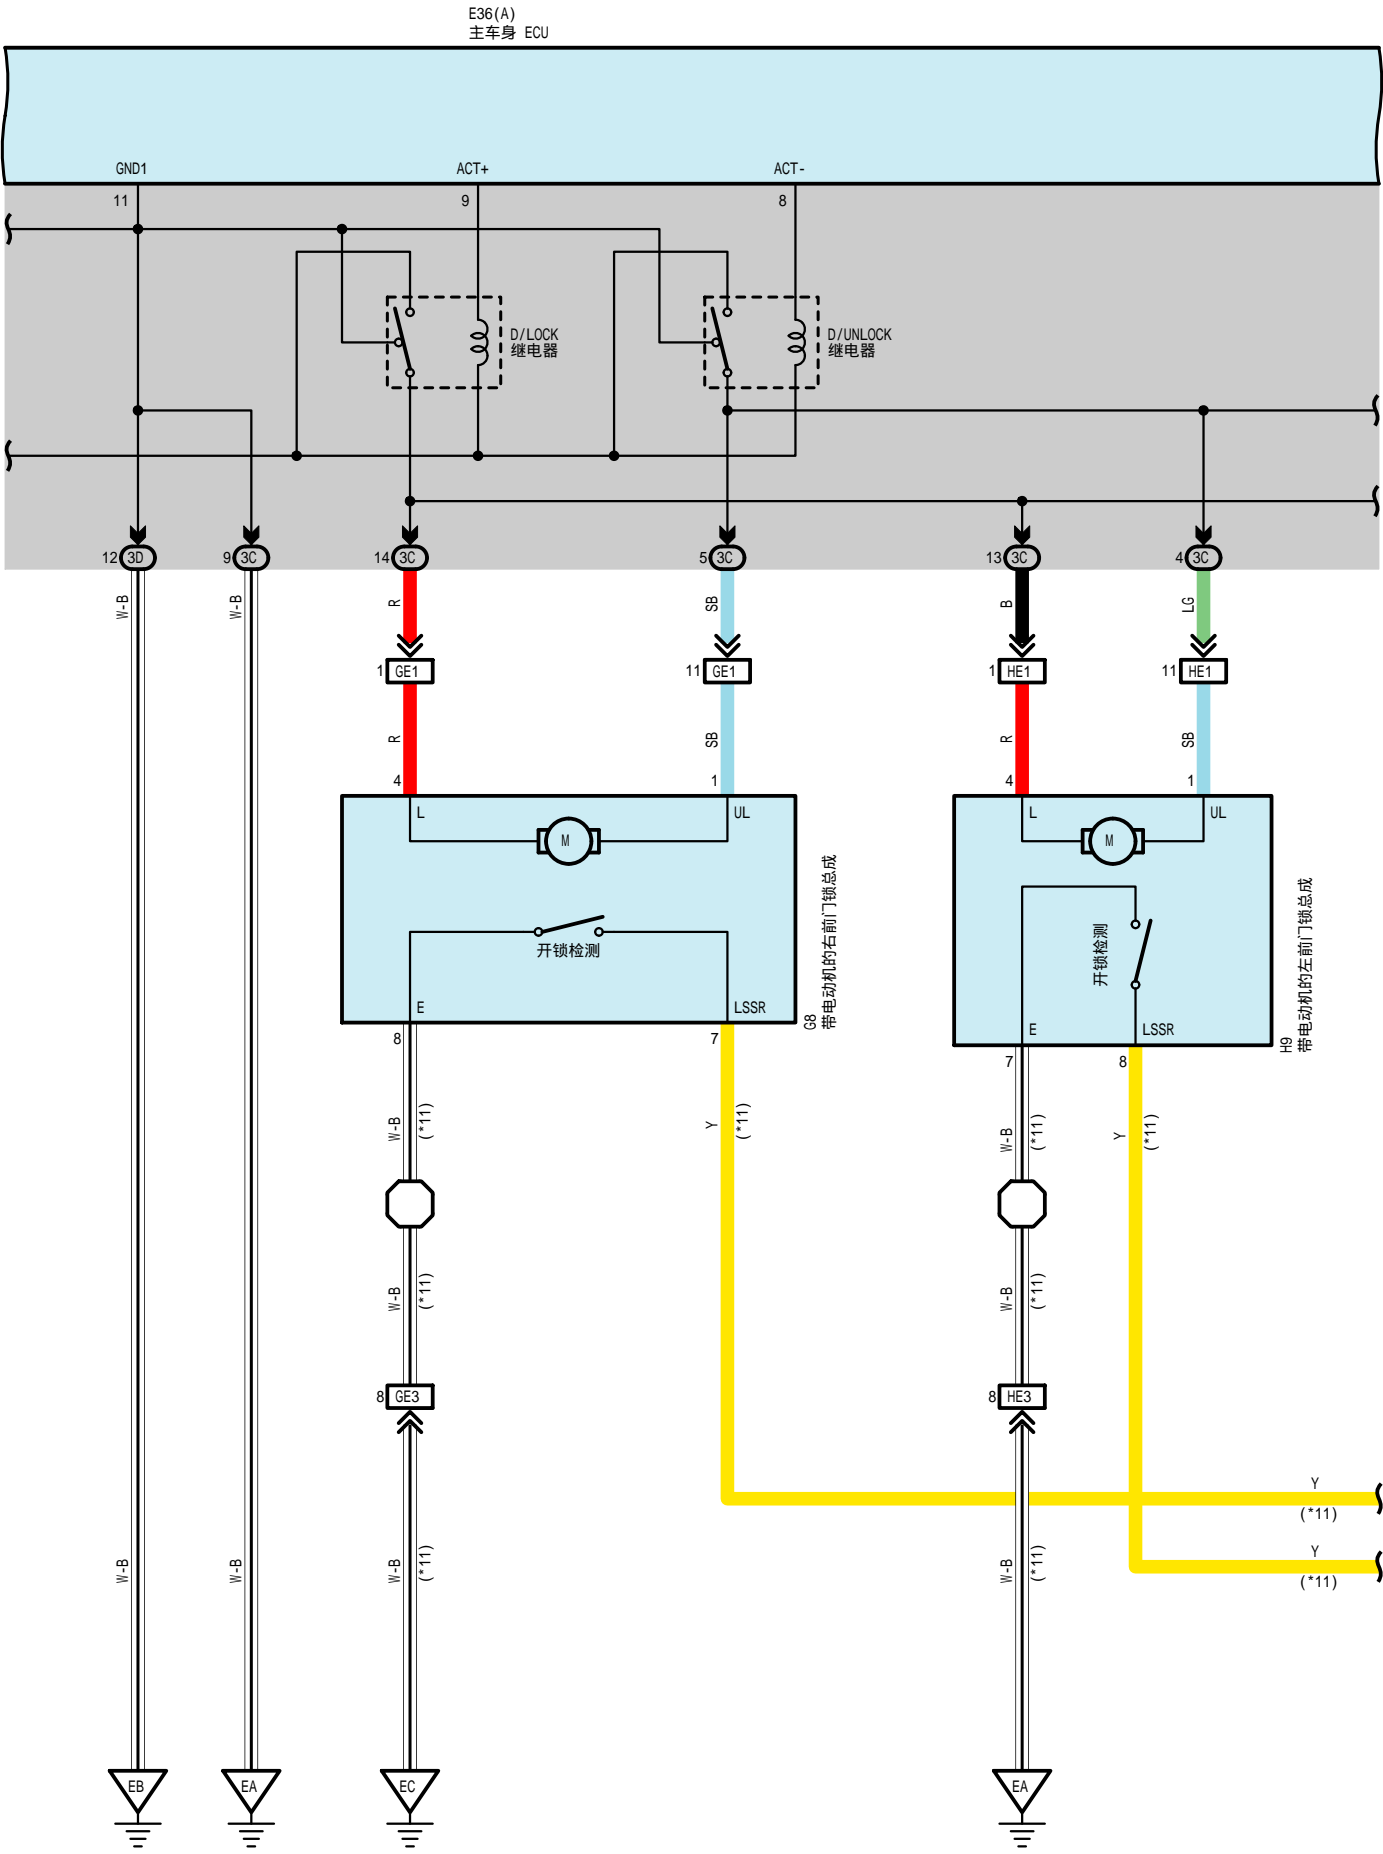 E36(A)
主车身 ECU
GND1
ACT+
ACT-
11
9
8
D/LOCK
继电器
D/UNLOCK
继电器
12 3D
9 3C
14 3C
5 3C
13 3C
4 3C
W-B
W-B
R
SB
B
LG
1 GE1
11 GE1
1 HE1
11 HE1
R
SB
R
SB
4
1
4
1
L
UL
L
UL
M
M
开锁检测
开锁检测
E
LSSR
E
LSSR
G8
带电动机的右前门锁总成
H9
带电动机的左前门锁总成
8
7
7
8
W-B
(*11)
Y
(*11)
W-B
(*11)
Y
(*11)
W-B
(*11)
W-B
(*11)
8 GE3
8 HE3
Y
(*11)
Y
(*11)
W-B
W-B
W-B
(*11)
W-B
(*11)
EB
EA
EC
EA